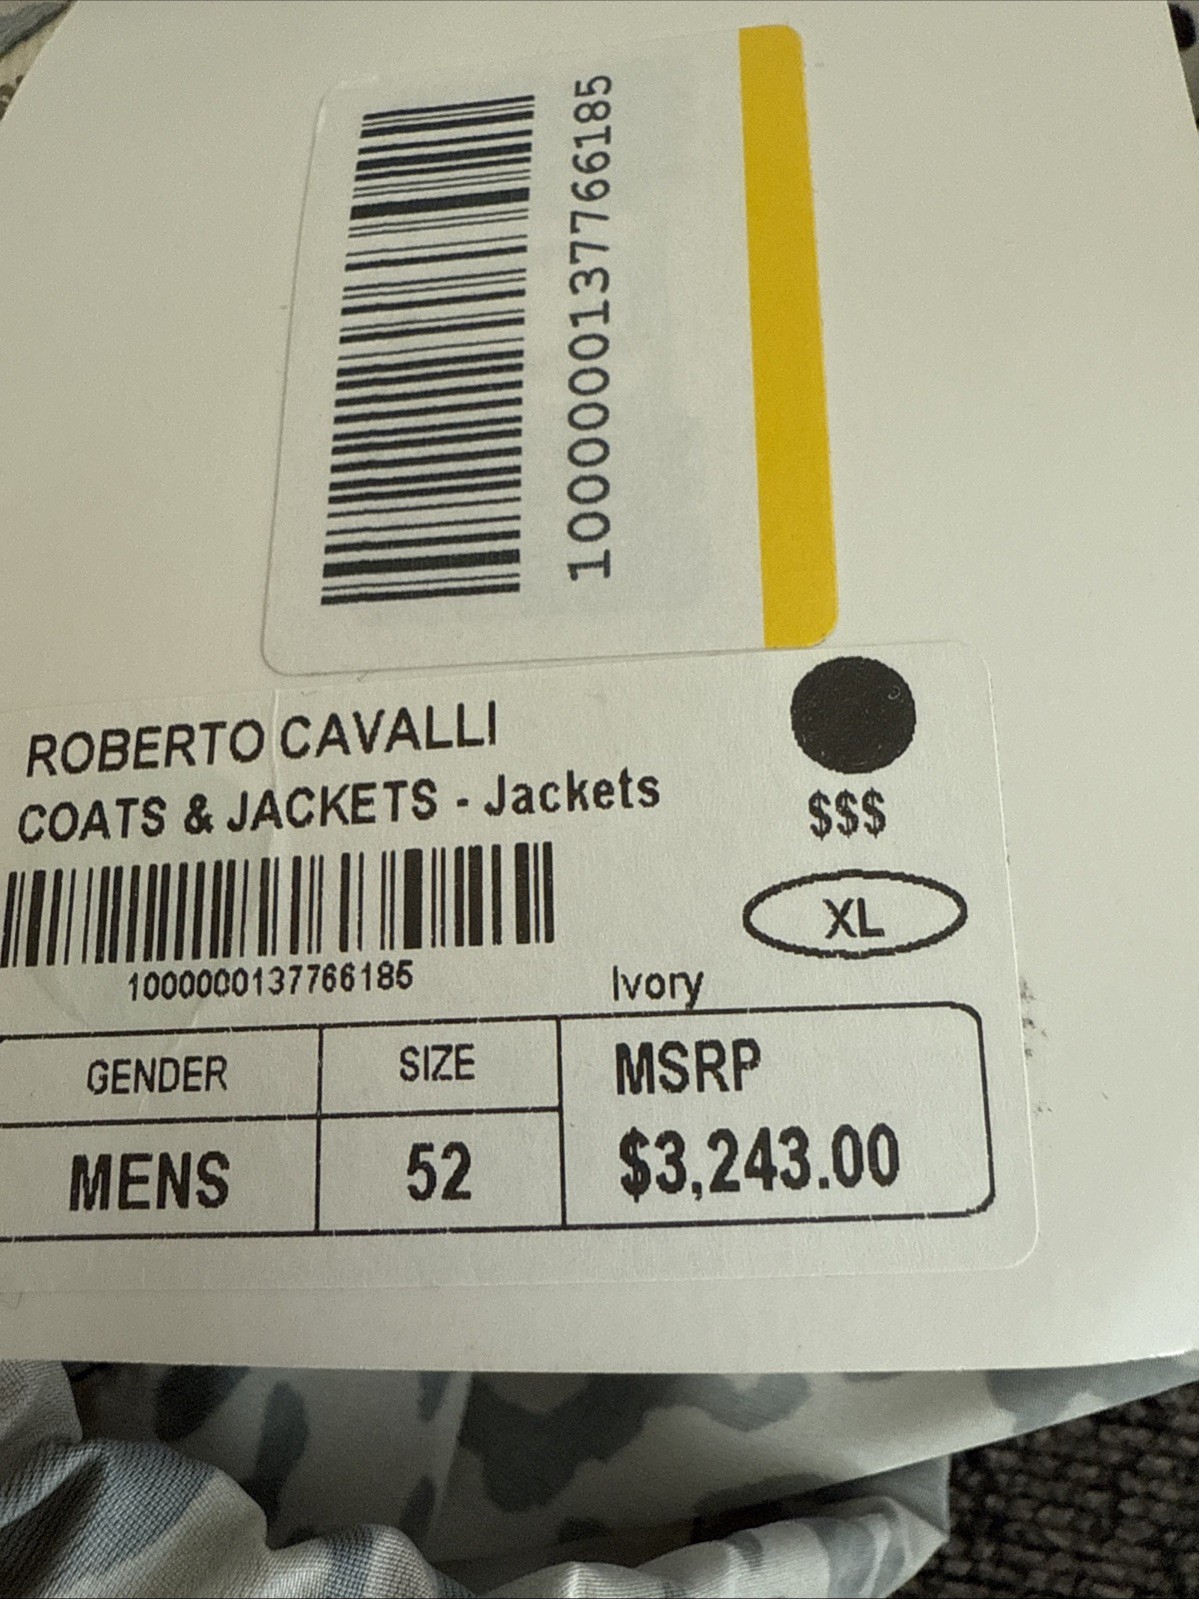 1000000137766185
ROBERTO CAVALLI
COATS & JACKETS - Jackets
$$$
XL
1000000137766185
Ivory
GENDER
SIZE
MSRP
MENS
52
$3,243.00